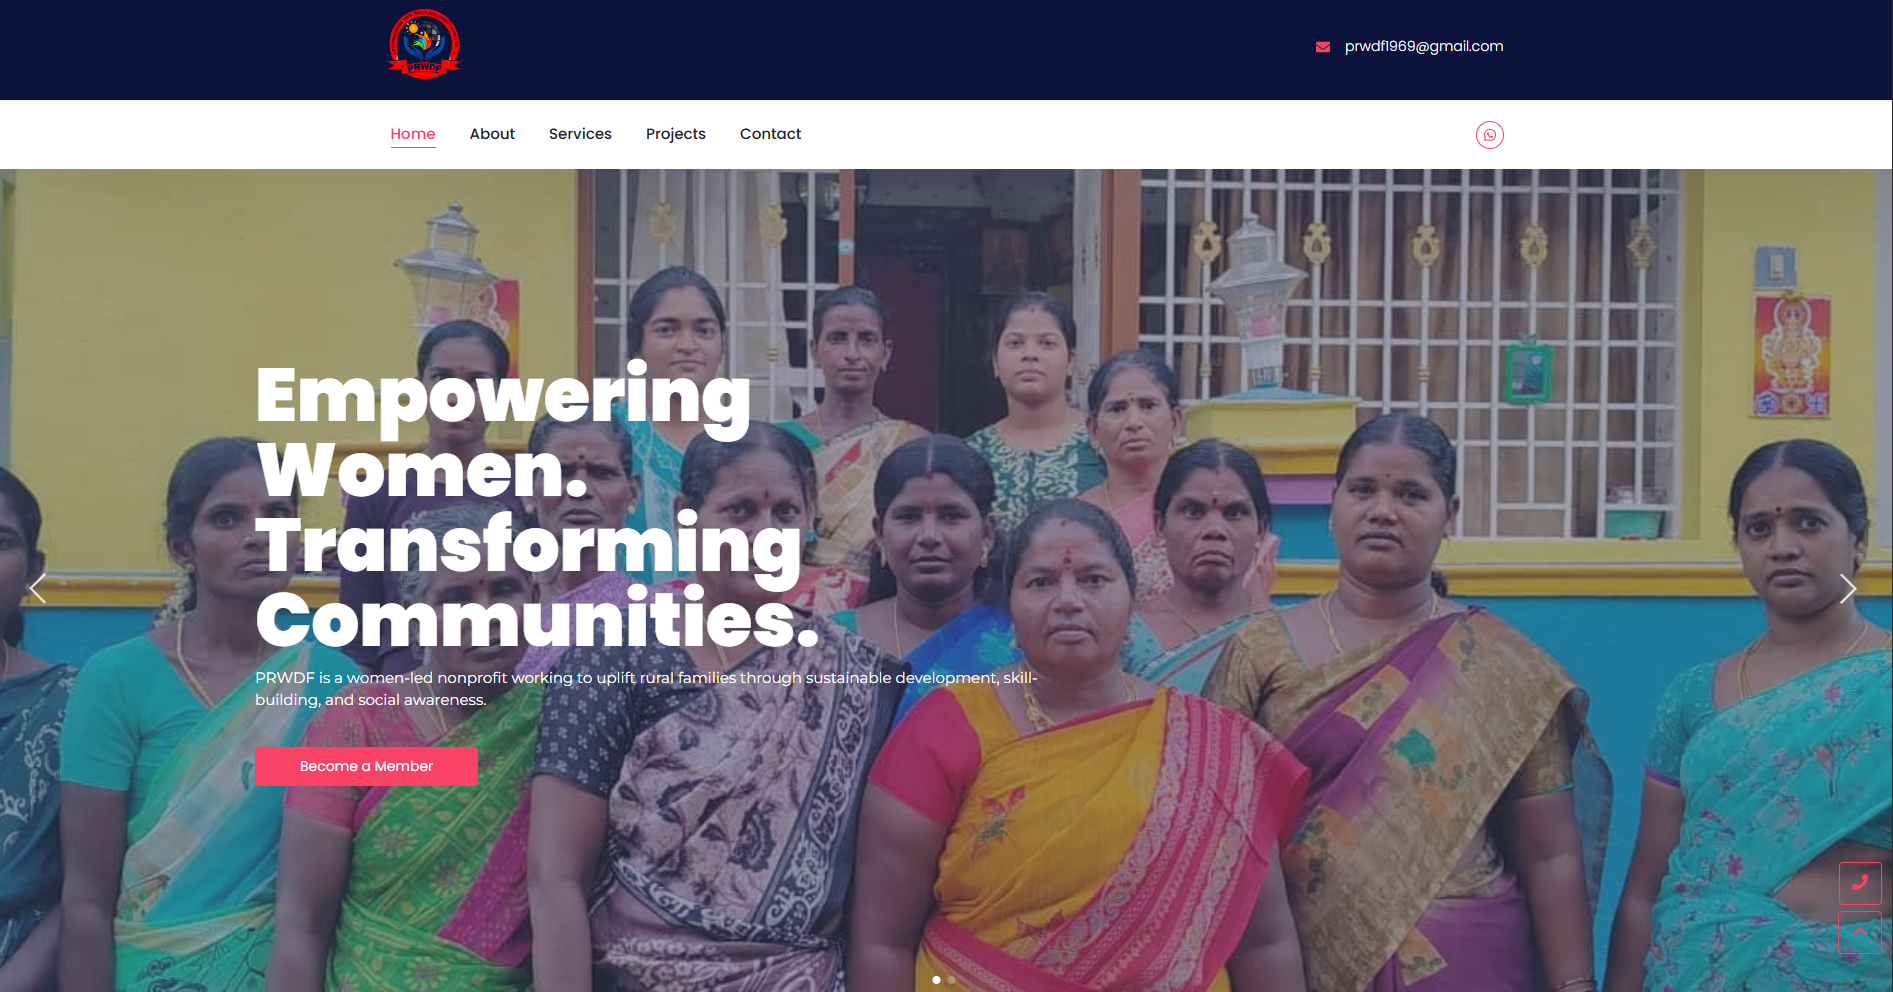 PRWDF
prwdf1969@gmail.com
Home About Services Projects Contact
Empowering
Women.
Transforming
Communities.
PRWDF is a women-led nonprofit working to uplift rural families through sustainable development, skill-
building, and social awareness.
Become a Member